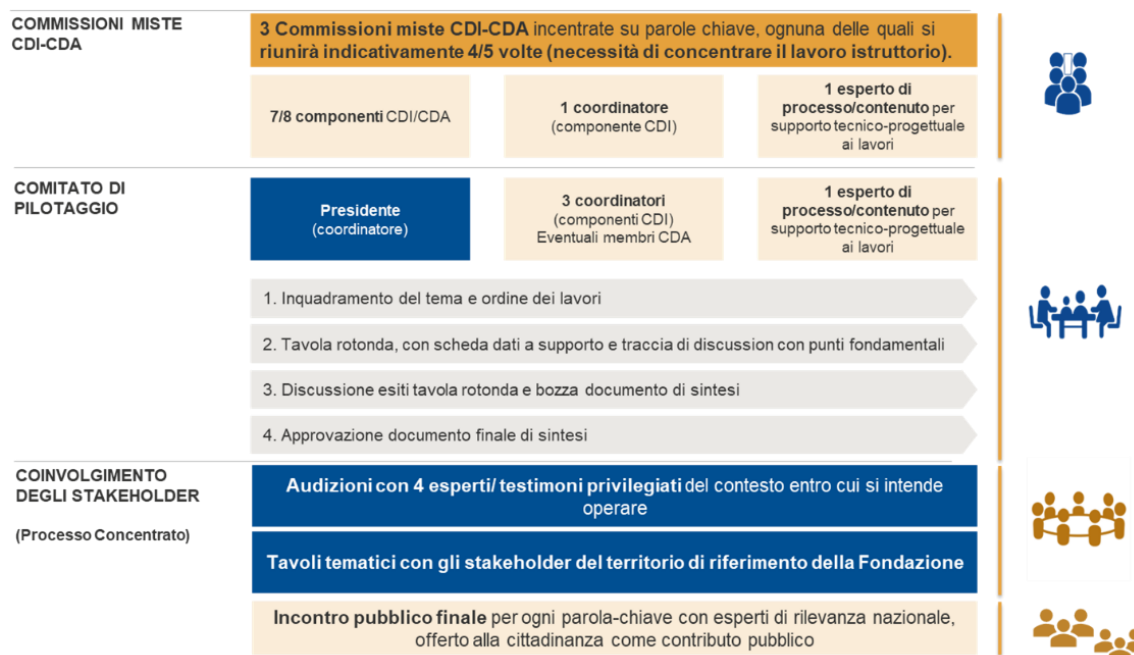 COMMISSIONI MISTE
CDI-CDA
3 Commissioni miste CDI-CDA incentrate su parole chiave, ognuna delle quali si
riunirà indicativamente 4/5 volte (necessità di concentrare il lavoro istruttorio).
7/8 componenti CDI/CDA
1 coordinatore
(componente CDI)
1 esperto di
processo/contenuto per
supporto tecnico-progettuale
ai lavori
COMITATO DI
PILOTAGGIO
Presidente
(coordinatore)
3 coordinatori
(componenti CDI)
Eventuali membri CDA
1 esperto di
processo/contenuto per
supporto tecnico-progettuale
ai lavori
1. Inquadramento del tema e ordine dei lavori
2. Tavola rotonda, con scheda dati a supporto e traccia di discussion con punti fondamentali
3. Discussione esiti tavola rotonda e bozza documento di sintesi
4. Approvazione documento finale di sintesi
COINVOLGIMENTO
DEGLI STAKEHOLDER
(Processo Concentrato)
Audizioni con 4 esperti/ testimoni privilegiati del contesto entro cui si intende
operare
Tavoli tematici con gli stakeholder del territorio di riferimento della Fondazione
Incontro pubblico finale per ogni parola-chiave con esperti di rilevanza nazionale,
offerto alla cittadinanza come contributo pubblico